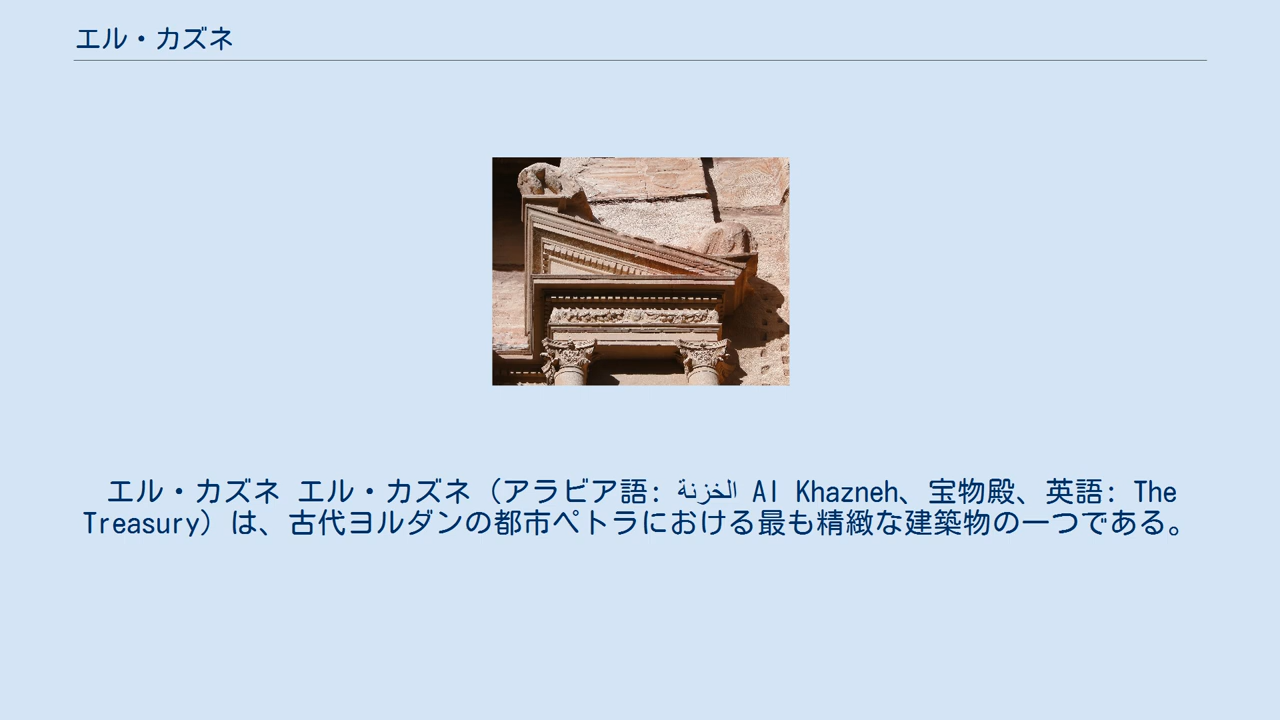 エル・カズネ
エル・カズネ エル・カズネ（アラビア語: الخزنة Al Khazneh、宝物殿、英語: The
Treasury）は、古代ヨルダンの都市ペトラにおける最も精緻な建築物の一つである。